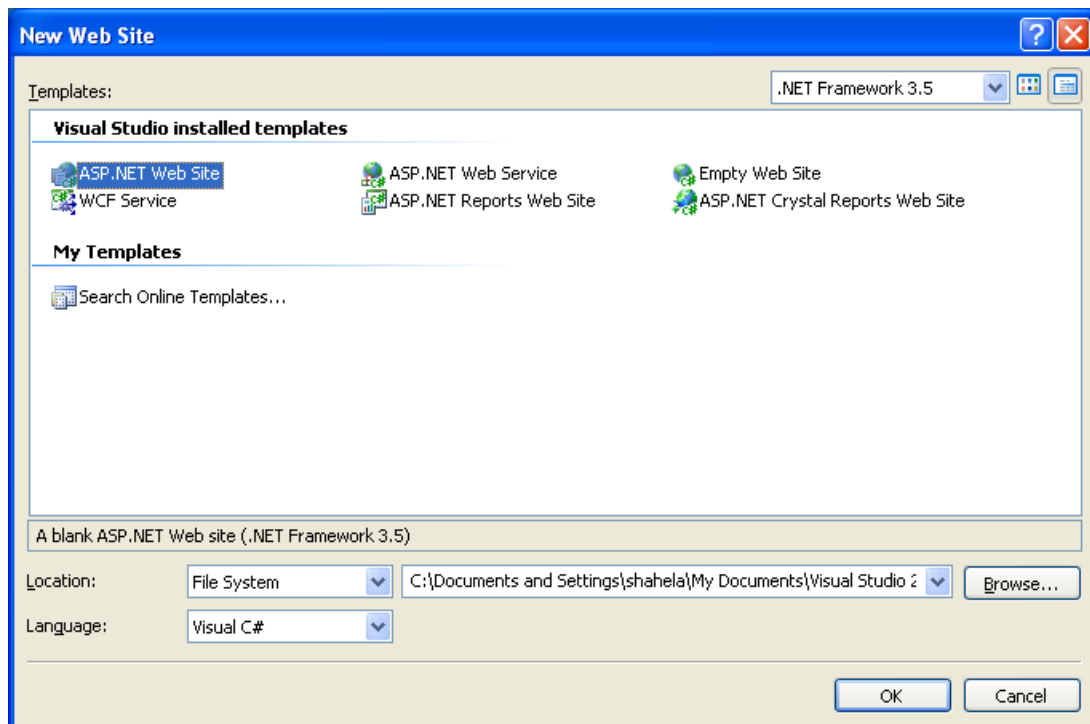 New Web Site
Templates:
.NET Framework 3.5
Visual Studio installed templates
ASP.NET Web Site ASP.NET Web Service Empty Web Site
WCF Service ASP.NET Reports Web Site ASP.NET Crystal Reports Web Site
My Templates
Search Online Templates...
A blank ASP.NET Web site (.NET Framework 3.5)
Location: File System C:\Documents and Settings\shahela\My Documents\Visual Studio 2 Browse...
Language: Visual C#
OK Cancel